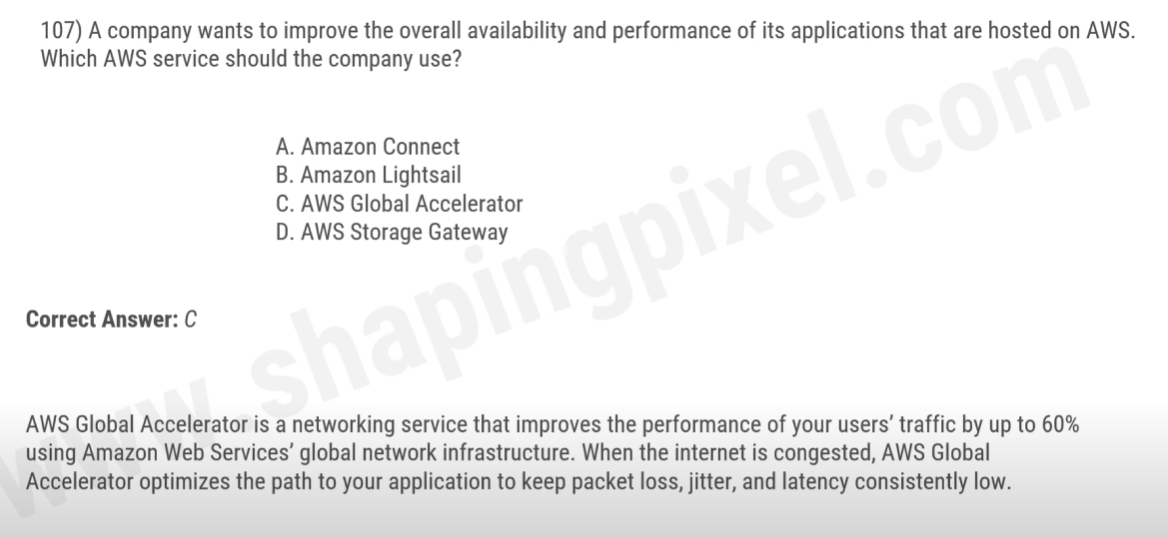 107) A company wants to improve the overall availability and performance of its applications that are hosted on AWS.
Which AWS service should the company use?
A. Amazon Connect
B. Amazon Lightsail
C. AWS Global Accelerator
D. AWS Storage Gateway
Correct Answer: C
AWS Global Accelerator is a networking service that improves the performance of your users’ traffic by up to 60%
using Amazon Web Services’ global network infrastructure. When the internet is congested, AWS Global
Accelerator optimizes the path to your application to keep packet loss, jitter, and latency consistently low.
www.shapingpixel.com